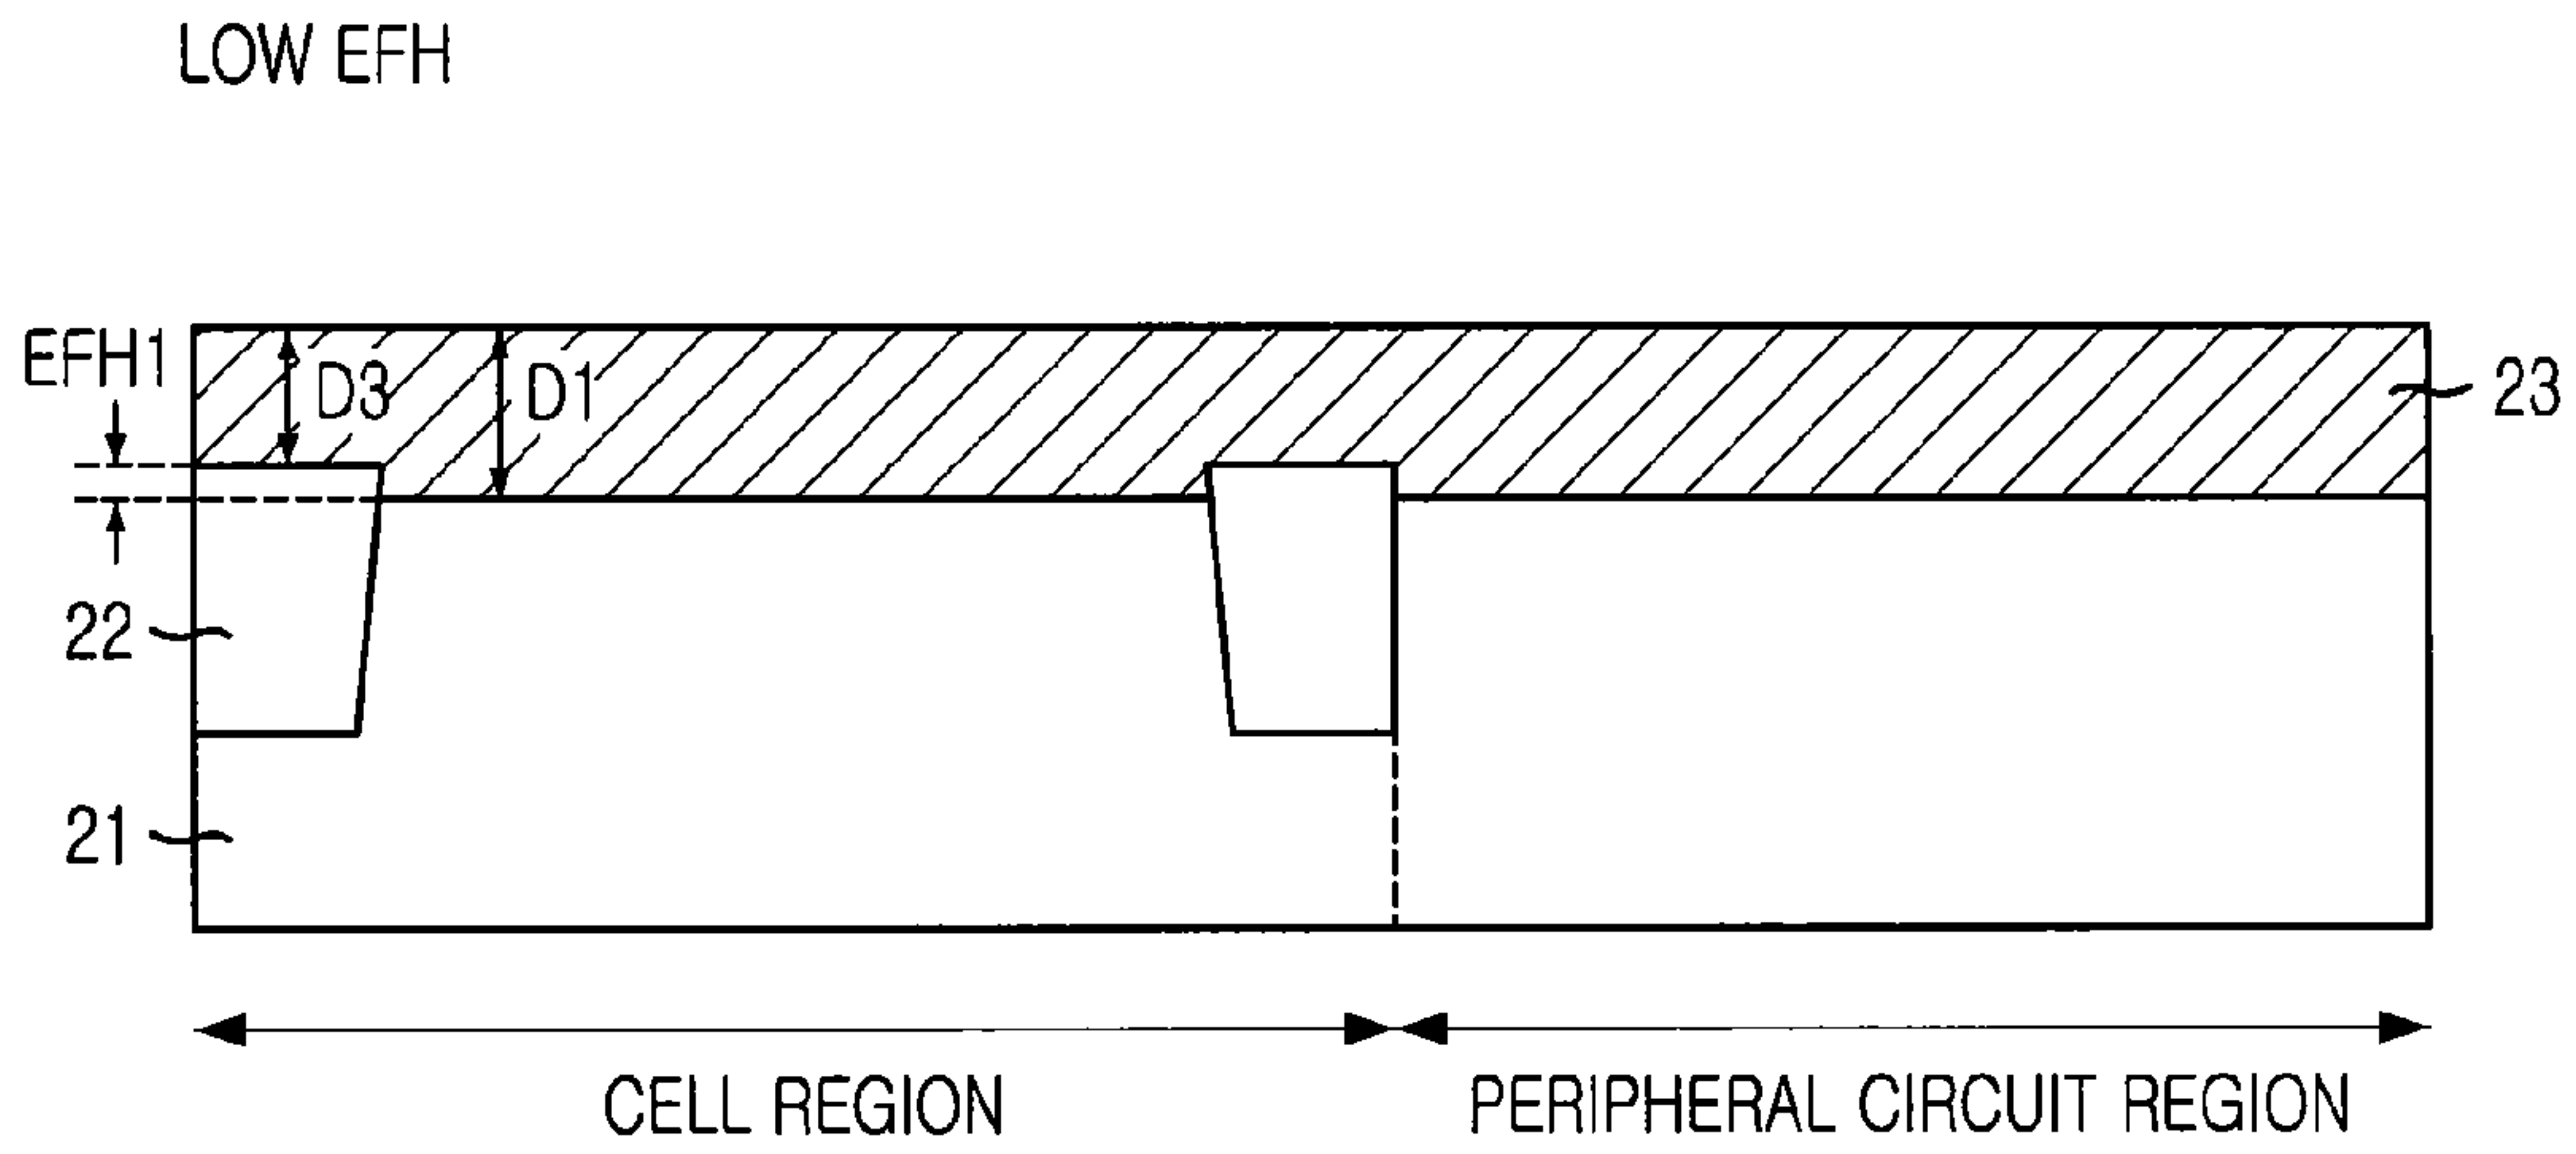 LOW EFH
EFH1
D3
D1
23
22
21
CELL REGION
PERIPHERAL CIRCUIT REGION